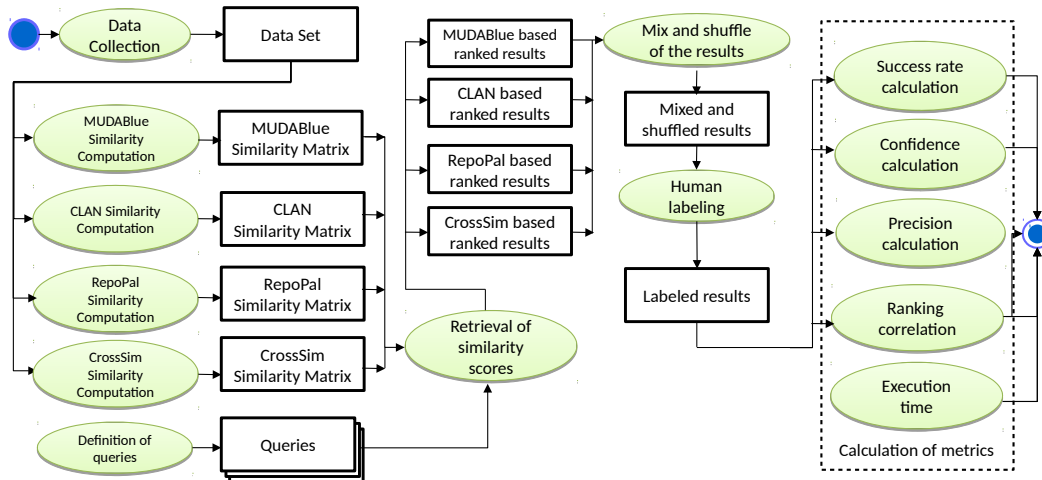 Data
Collection
Data Set
MUDABlue
Similarity
Computation
MUDABlue
Similarity Matrix
CLAN Similarity
Computation
CLAN
Similarity Matrix
RepoPal
Similarity
Computation
RepoPal
Similarity Matrix
CrossSim
Similarity
Computation
CrossSim
Similarity Matrix
Definition of
queries
Queries
Retrieval of
similarity
scores
MUDABlue based
ranked results
CLAN based
ranked results
RepoPal based
ranked results
CrossSim based
ranked results
Mix and shuffle
of the results
Mixed and
shuffled results
Human
labeling
Labeled results
Success rate
calculation
Confidence
calculation
Precision
calculation
Ranking
correlation
Execution
time
Calculation of metrics